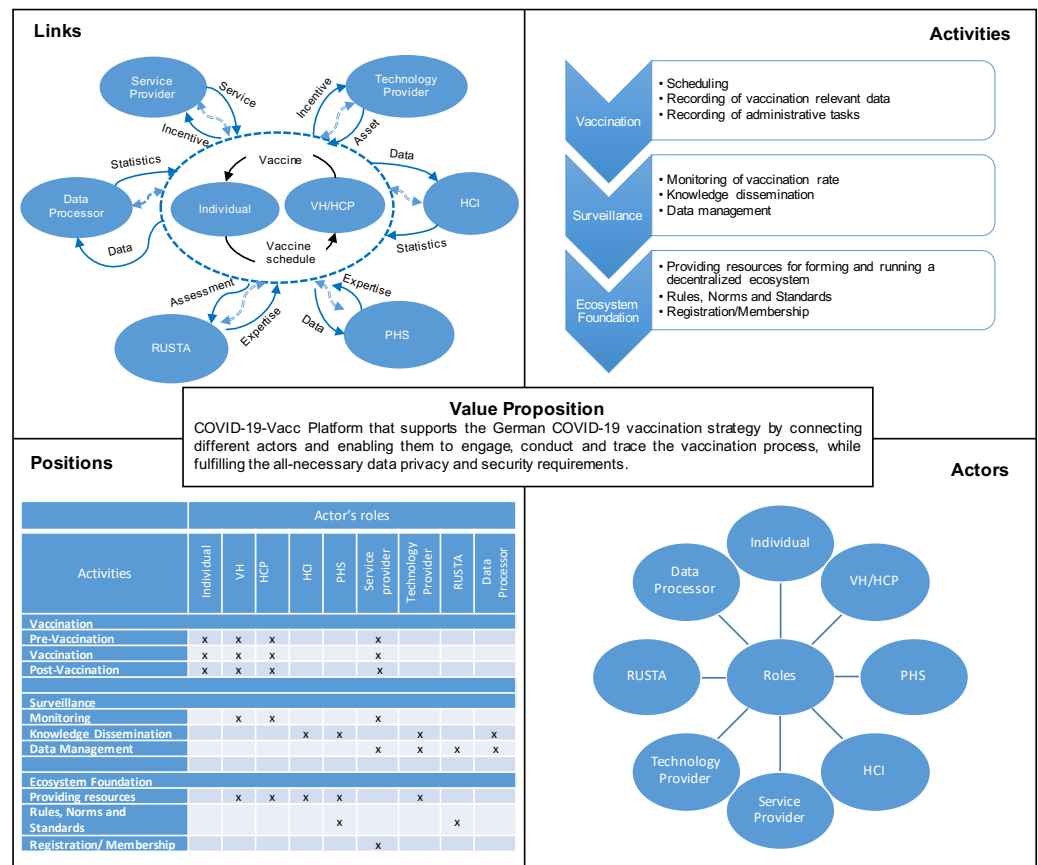 Links
Service
Provider
Service
Incentive
Technology
Provider
Incentive
Asset
Statistics
Data
Processor
Data
Vaccine
Individual
VH/HCP
Vaccine
schedule
Data
HCI
Statistics
Assessment
Expertise
RUSTA
Expertise
Data
PHS
Activities
Vaccination
• Scheduling
• Recording of vaccination relevant data
• Recording of administrative tasks
Surveillance
• Monitoring of vaccination rate
• Knowledge dissemination
• Data management
Ecosystem
Foundation
• Providing resources for forming and running a
decentralized ecosystem
• Rules, Norms and Standards
• Registration/Membership
Value Proposition
COVID-19-Vacc Platform that supports the German COVID-19 vaccination strategy by connecting
different actors and enabling them to engage, conduct and trace the vaccination process, while
fulfilling the all-necessary data privacy and security requirements.
Positions
Actor's roles
Activities
Individual
VH
HCP
HCI
PHS
Service
provider
Technology
Provider
RUSTA
Data
Processor
Vaccination
Pre-Vaccination x x x x
Vaccination x x x x
Post-Vaccination x x x x
Surveillance
Monitoring x x x
Knowledge Dissemination x x x x
Data Management x x x x
Ecosystem Foundation
Providing resources x x x x x
Rules, Norms and
Standards x x
Registration/ Membership x
Actors
Individual
Data
Processor
VH/HCP
RUSTA
Roles
PHS
Technology
Provider
HCI
Service
Provider